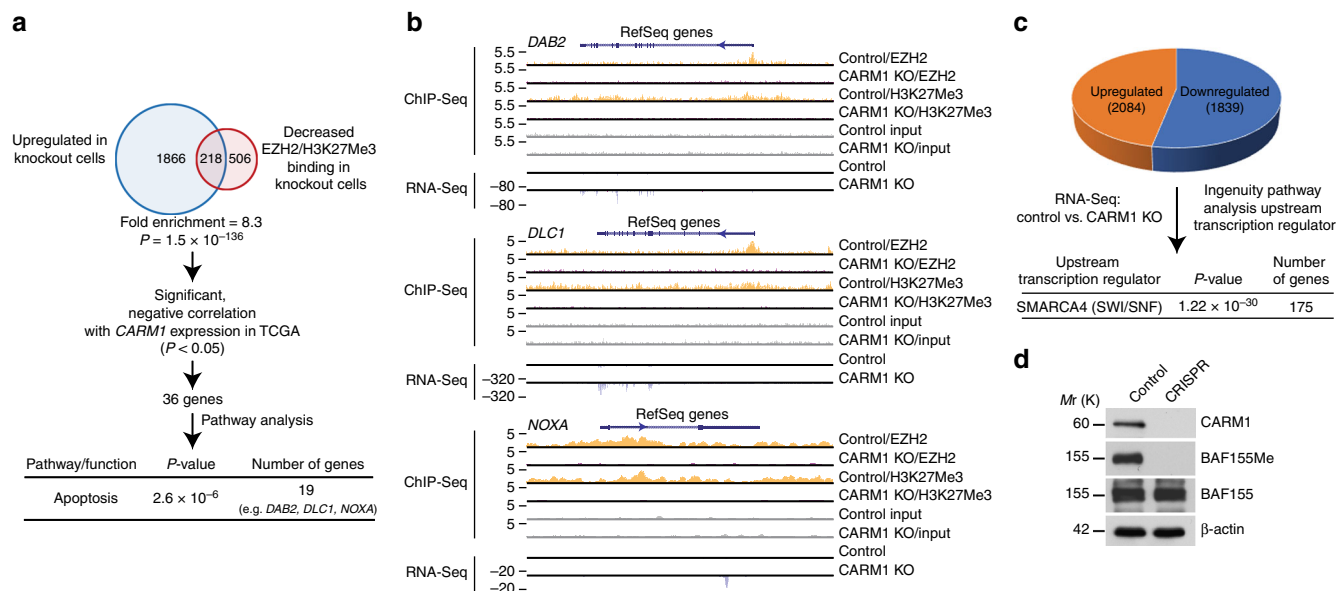 a
Upregulated in
knockout cells
1866
218
506
Decreased
EZH2/H3K27Me3
binding in
knockout cells
Fold enrichment = 8.3
P = 1.5 × 10⁻¹³⁶
Significant,
negative correlation
with CARM1 expression in TCGA
(P < 0.05)
36 genes
Pathway analysis
Pathway/function P-value Number of genes
Apoptosis 2.6 × 10⁻⁶ 19
(e.g. DAB2, DLC1, NOXA)
b
DAB2 RefSeq genes
ChIP-Seq
5.5 Control/EZH2
5.5 CARM1 KO/EZH2
5.5 Control/H3K27Me3
5.5 CARM1 KO/H3K27Me3
5.5 Control input
5.5 CARM1 KO/input
RNA-Seq
Control
–80 CARM1 KO
–80
DLC1 RefSeq genes
ChIP-Seq
5 Control/EZH2
5 CARM1 KO/EZH2
5 Control/H3K27Me3
5 CARM1 KO/H3K27Me3
5 Control input
5 CARM1 KO/input
RNA-Seq
Control
–320 CARM1 KO
–320
NOXA RefSeq genes
ChIP-Seq
5 Control/EZH2
5 CARM1 KO/EZH2
5 Control/H3K27Me3
5 CARM1 KO/H3K27Me3
5 Control input
5 CARM1 KO/input
RNA-Seq
Control
–20 CARM1 KO
–20
c
Upregulated
(2084)
Downregulated
(1839)
RNA-Seq:
control vs. CARM1 KO
Ingenuity pathway
analysis upstream
transcription regulator
Upstream
transcription regulator
P-value
Number
of genes
SMARCA4 (SWI/SNF) 1.22 × 10⁻³⁰ 175
d
Mr (K)
Control
CRISPR
60 CARM1
155 BAF155Me
155 BAF155
42 β-actin